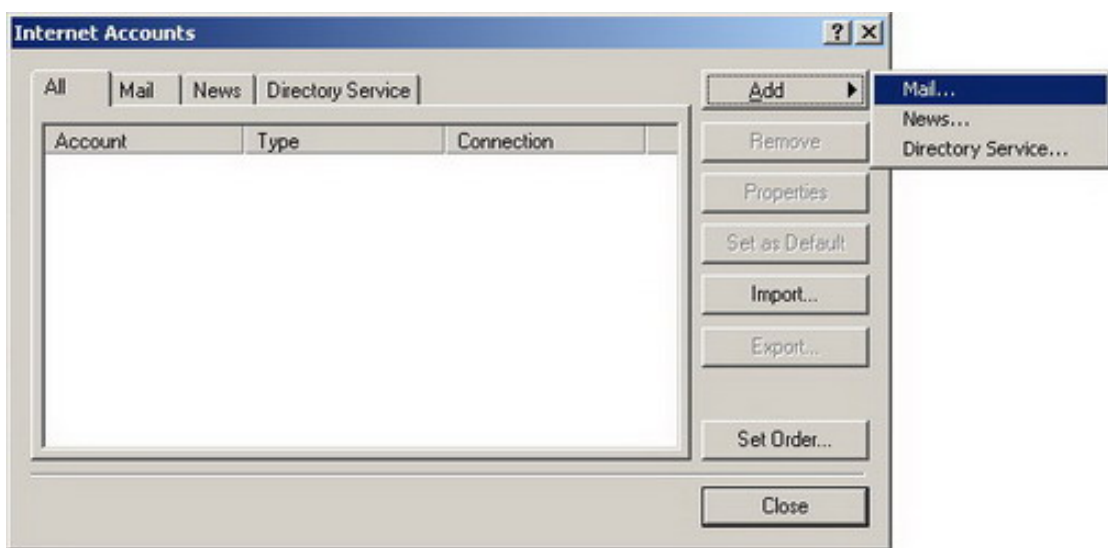 Internet Accounts
All Mail News Directory Service
Account Type Connection
Add
Remove
Properties
Set as Default
Import...
Export...
Set Order...
Close
Mail...
News...
Directory Service...